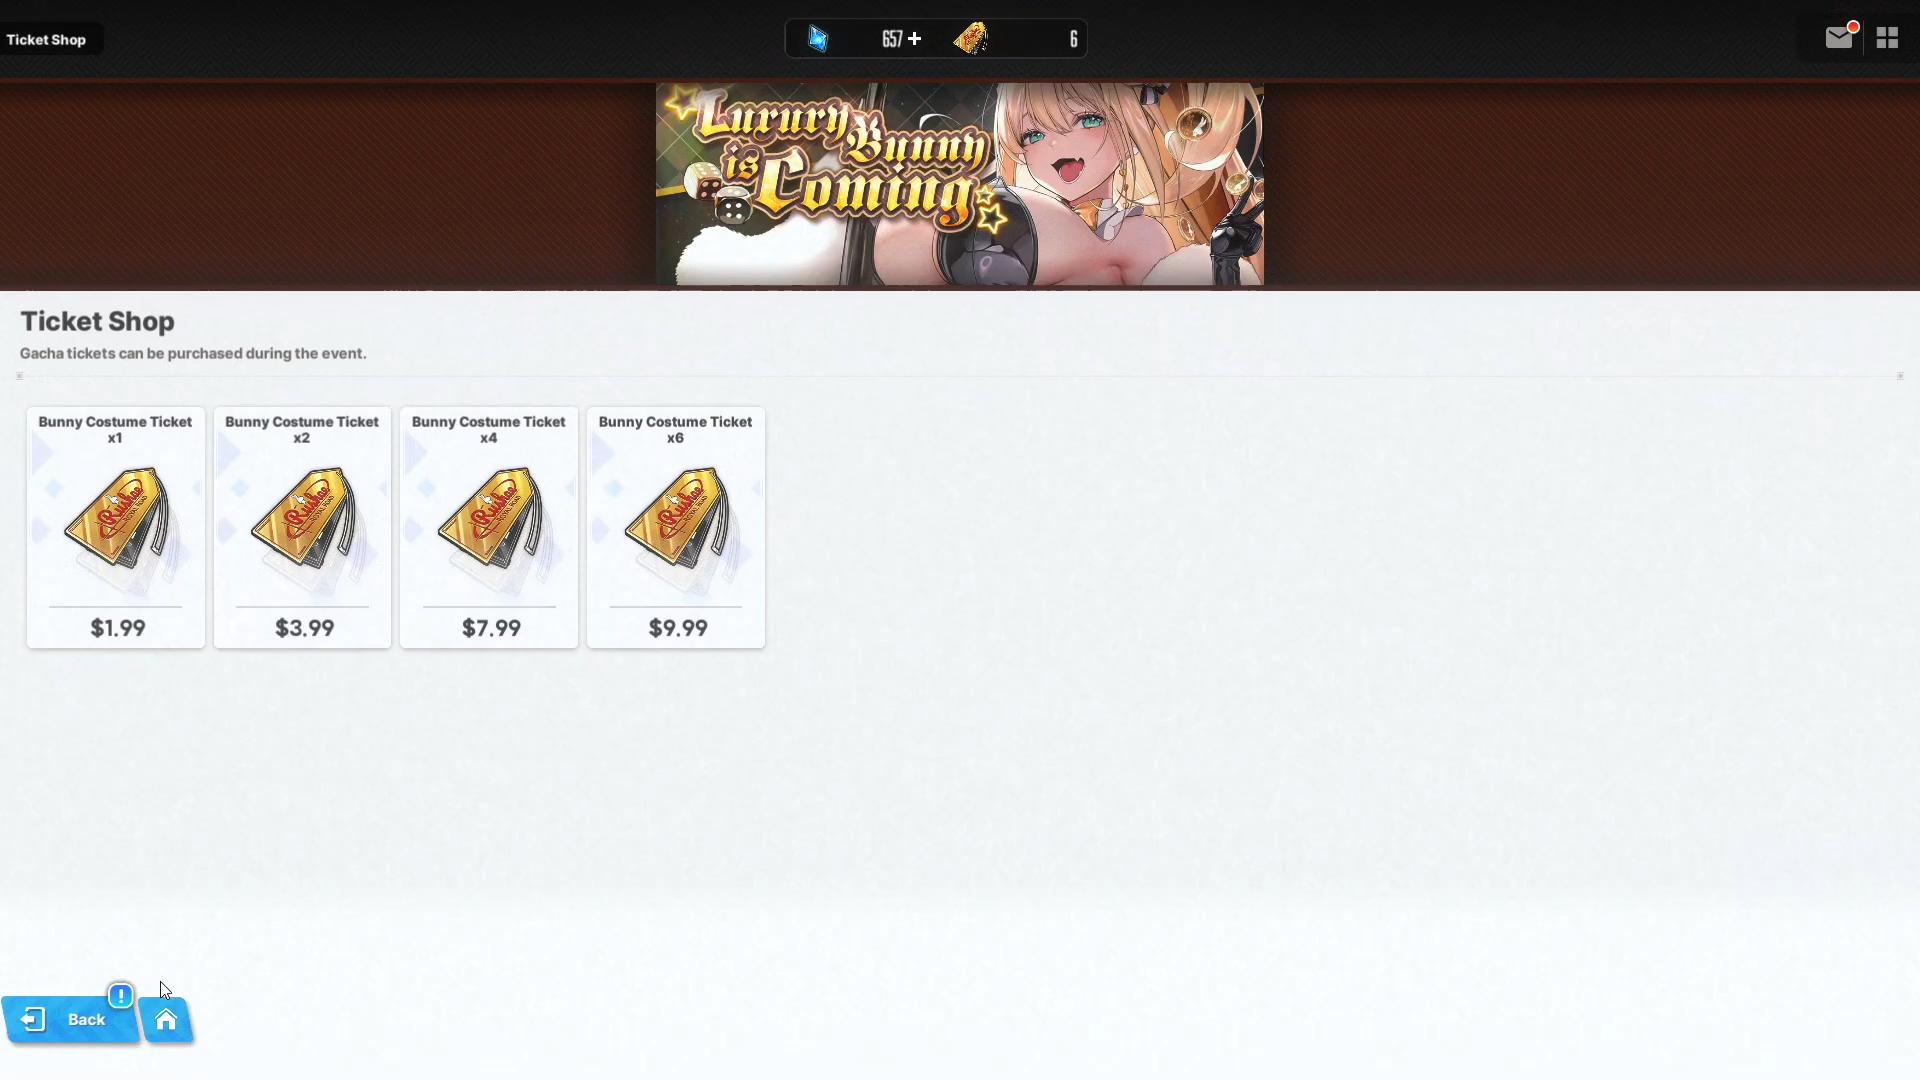 Ticket Shop
657
6
Luxury Bunny
is Coming
Ticket Shop
Gacha tickets can be purchased during the event.
Bunny Costume Ticket
x1
$1.99
Bunny Costume Ticket
x2
$3.99
Bunny Costume Ticket
x4
$7.99
Bunny Costume Ticket
x6
$9.99
Back